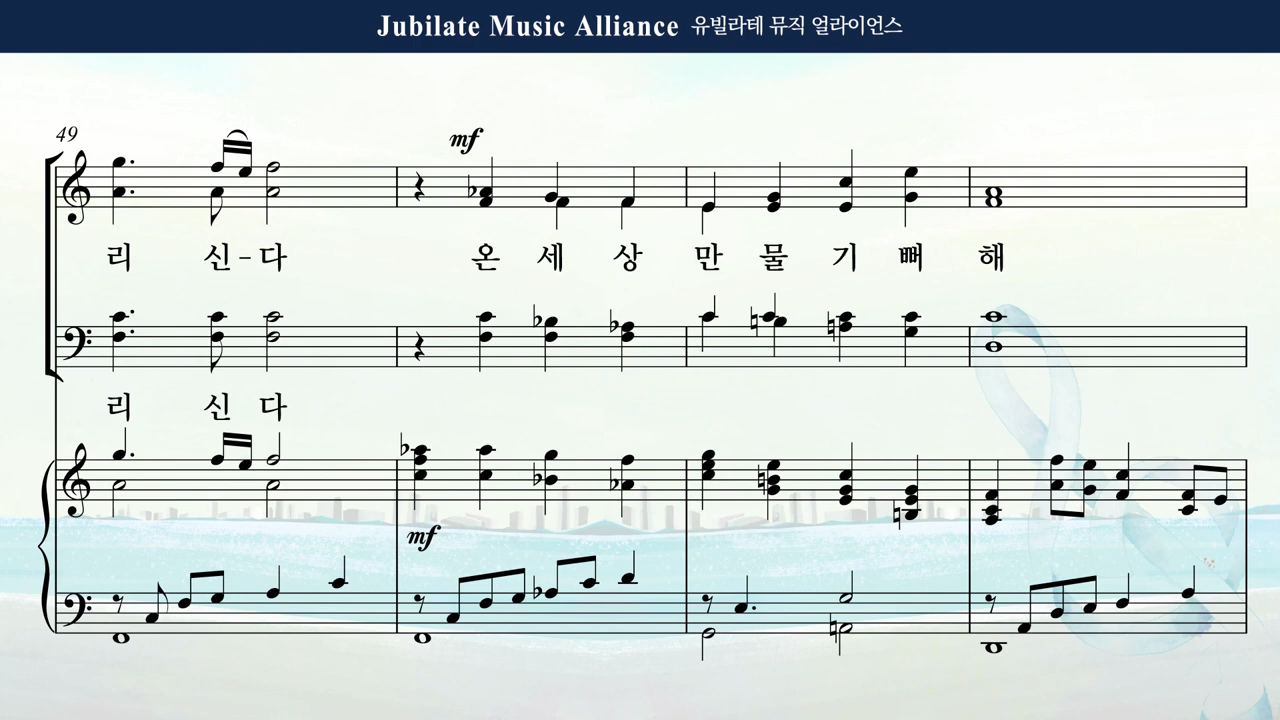 Jubilate Music Alliance 유빌라테 뮤직 얼라이언스
49
mf
리 신 - 다 온 세 상 만 물 기 뻐 해
리 신 다
mf